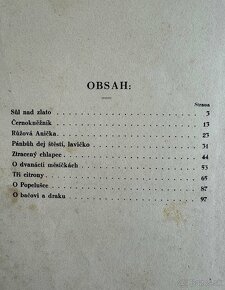 OBSAH:
Strana
Sůl nad zlato 3
Černokněžník 13
Růžová Anička 23
Pánbůh dej štěstí, lavičko 31
Ztracený chlapec 44
O dvanácti měsíčkách 53
Tři citrony 65
O Popelušce 87
O bačovi a draku 97